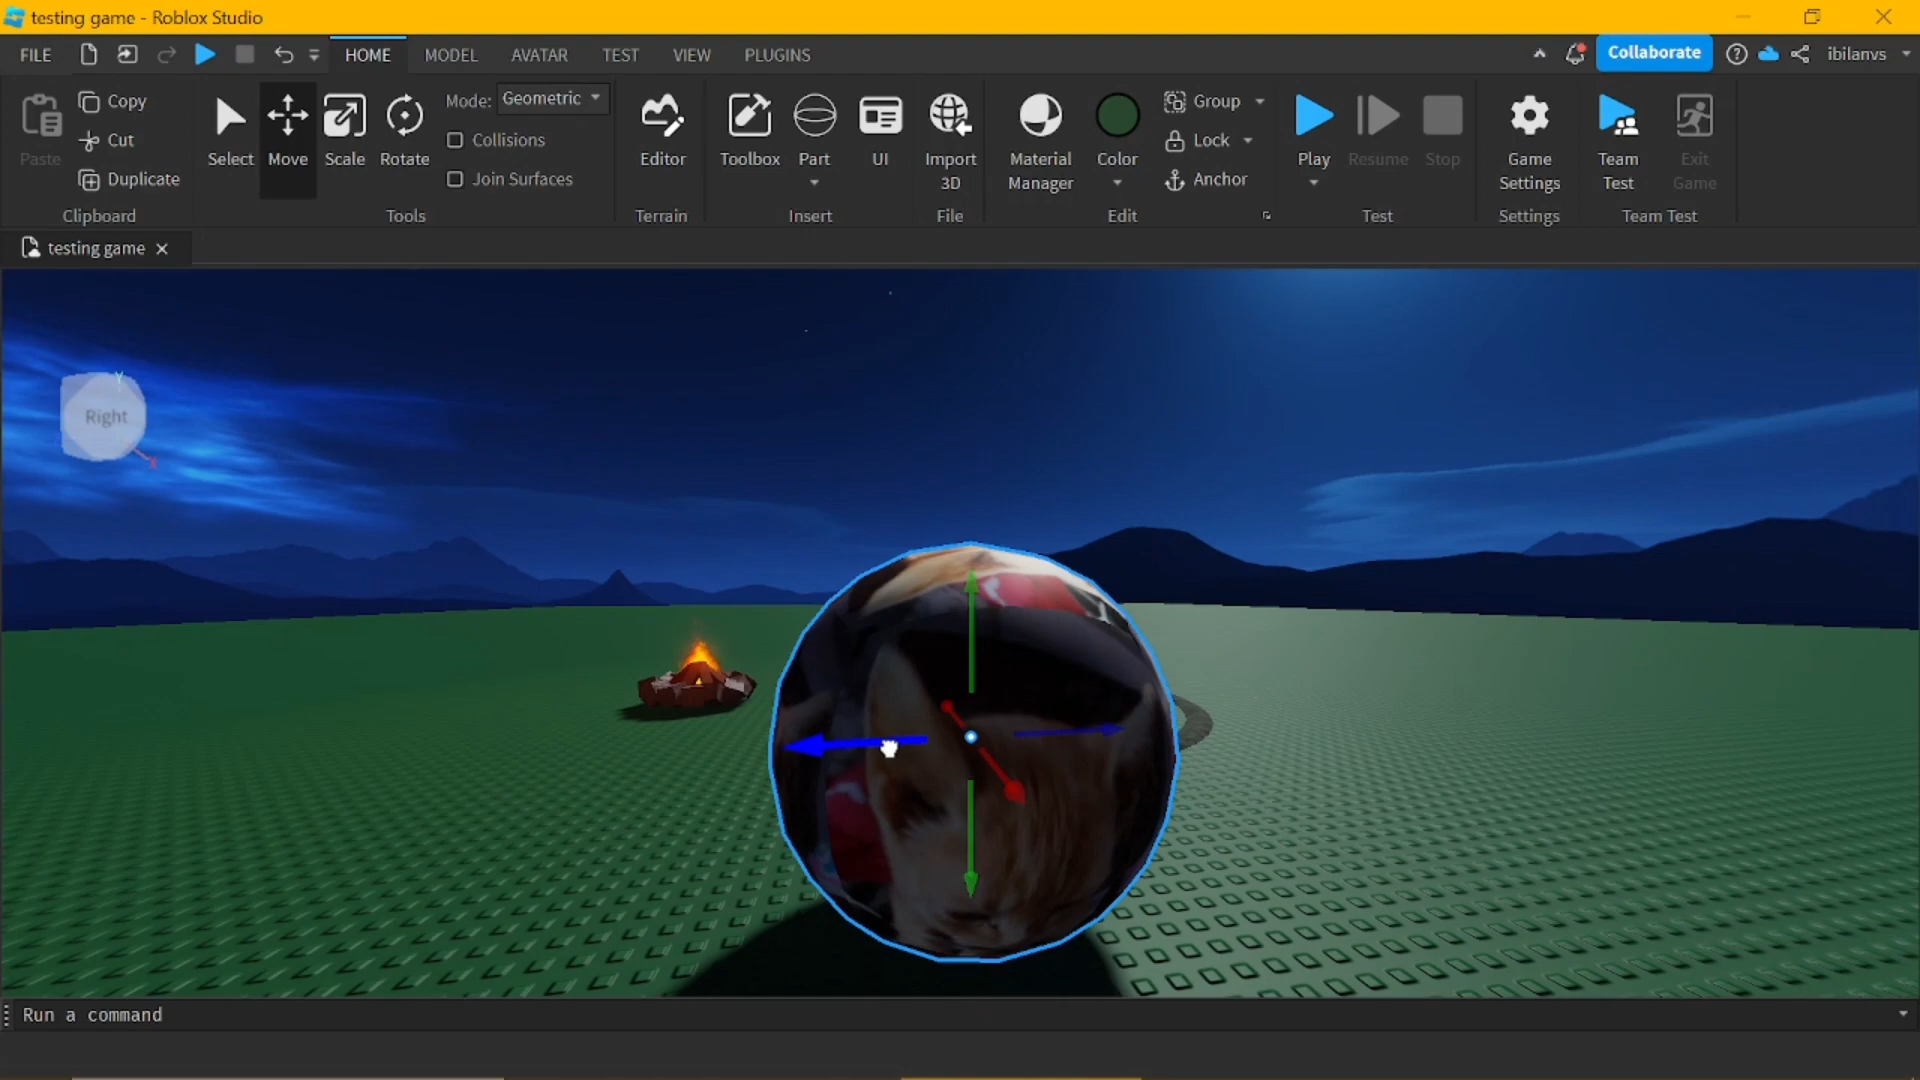 testing game - Roblox Studio
FILE HOME MODEL AVATAR TEST VIEW PLUGINS Collaborate ibilanvs
Paste
Copy
Cut
Duplicate
Clipboard
Select Move Scale Rotate
Mode: Geometric
Collisions
Join Surfaces
Tools
Editor
Terrain
Toolbox Part UI
Insert
Import
3D
File
Material
Manager
Color
Group
Lock
Anchor
Edit
Play Resume Stop
Test
Game
Settings
Settings
Team
Test
Exit
Game
Team Test
testing game
Y
Right
X
Run a command